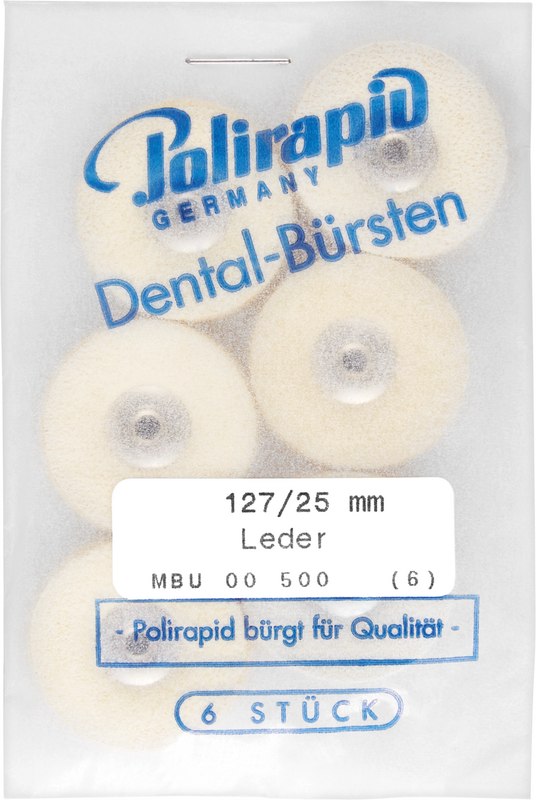 Polirapid
GERMANY
Dental-Bürsten
127/25 mm
Leder
MBU 00 500 (6)
- Polirapid bürgt für Qualität -
6 STÜCK